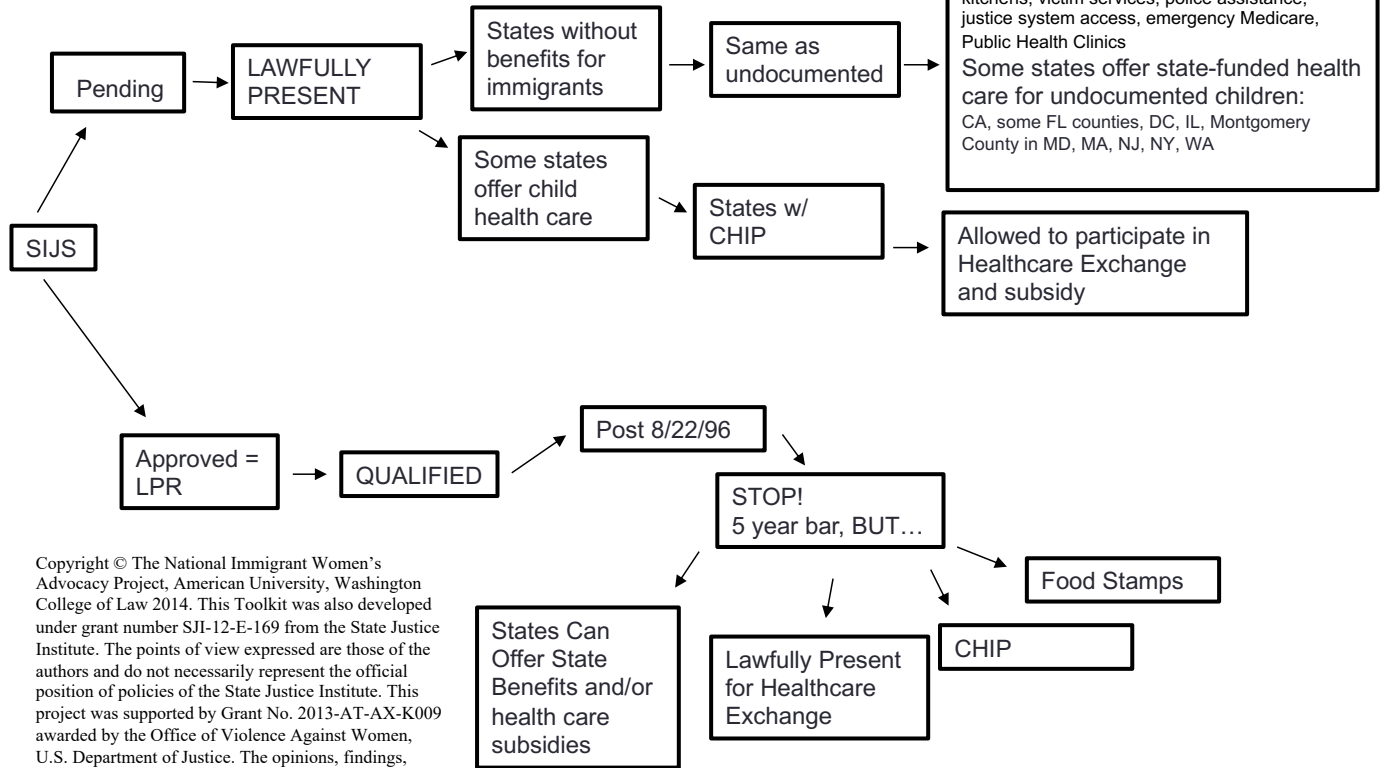 kitchens, victim services, police assistance,
justice system access, emergency Medicare,
Public Health Clinics
Some states offer state-funded health
care for undocumented children:
CA, some FL counties, DC, IL, Montgomery
County in MD, MA, NJ, NY, WA
States without
benefits for
immigrants
Same as
undocumented
Pending
LAWFULLY
PRESENT
Some states
offer child
health care
States w/
CHIP
Allowed to participate in
Healthcare Exchange
and subsidy
SIJS
Approved =
LPR
QUALIFIED
Post 8/22/96
STOP!
5 year bar, BUT…
Food Stamps
CHIP
Lawfully Present
for Healthcare
Exchange
States Can
Offer State
Benefits and/or
health care
subsidies
Copyright © The National Immigrant Women’s
Advocacy Project, American University, Washington
College of Law 2014. This Toolkit was also developed
under grant number SJI-12-E-169 from the State Justice
Institute. The points of view expressed are those of the
authors and do not necessarily represent the official
position of policies of the State Justice Institute. This
project was supported by Grant No. 2013-AT-AX-K009
awarded by the Office of Violence Against Women,
U.S. Department of Justice. The opinions, findings,